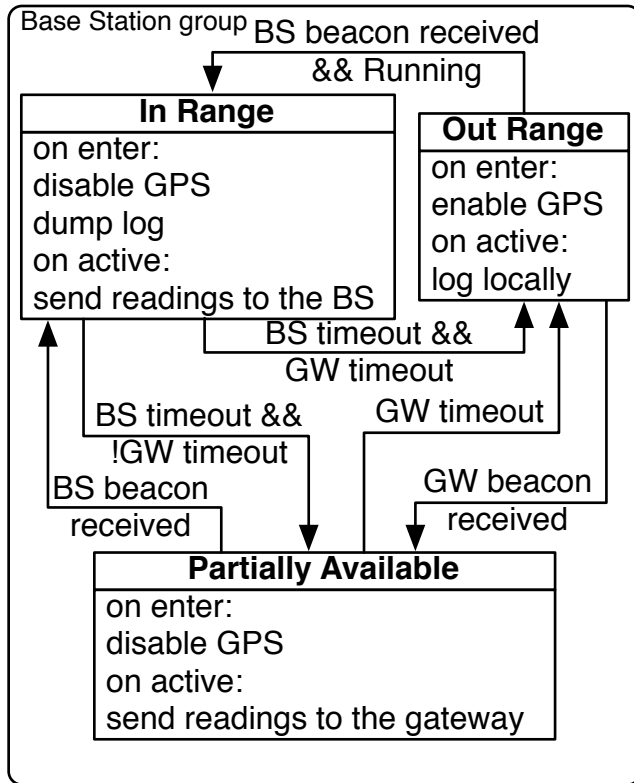 Base Station group
BS beacon received
&& Running
In Range
on enter:
disable GPS
dump log
on active:
send readings to the BS
Out Range
on enter:
enable GPS
on active:
log locally
BS timeout &&
GW timeout
BS timeout &&
!GW timeout
GW timeout
BS beacon
received
GW beacon
received
Partially Available
on enter:
disable GPS
on active:
send readings to the gateway